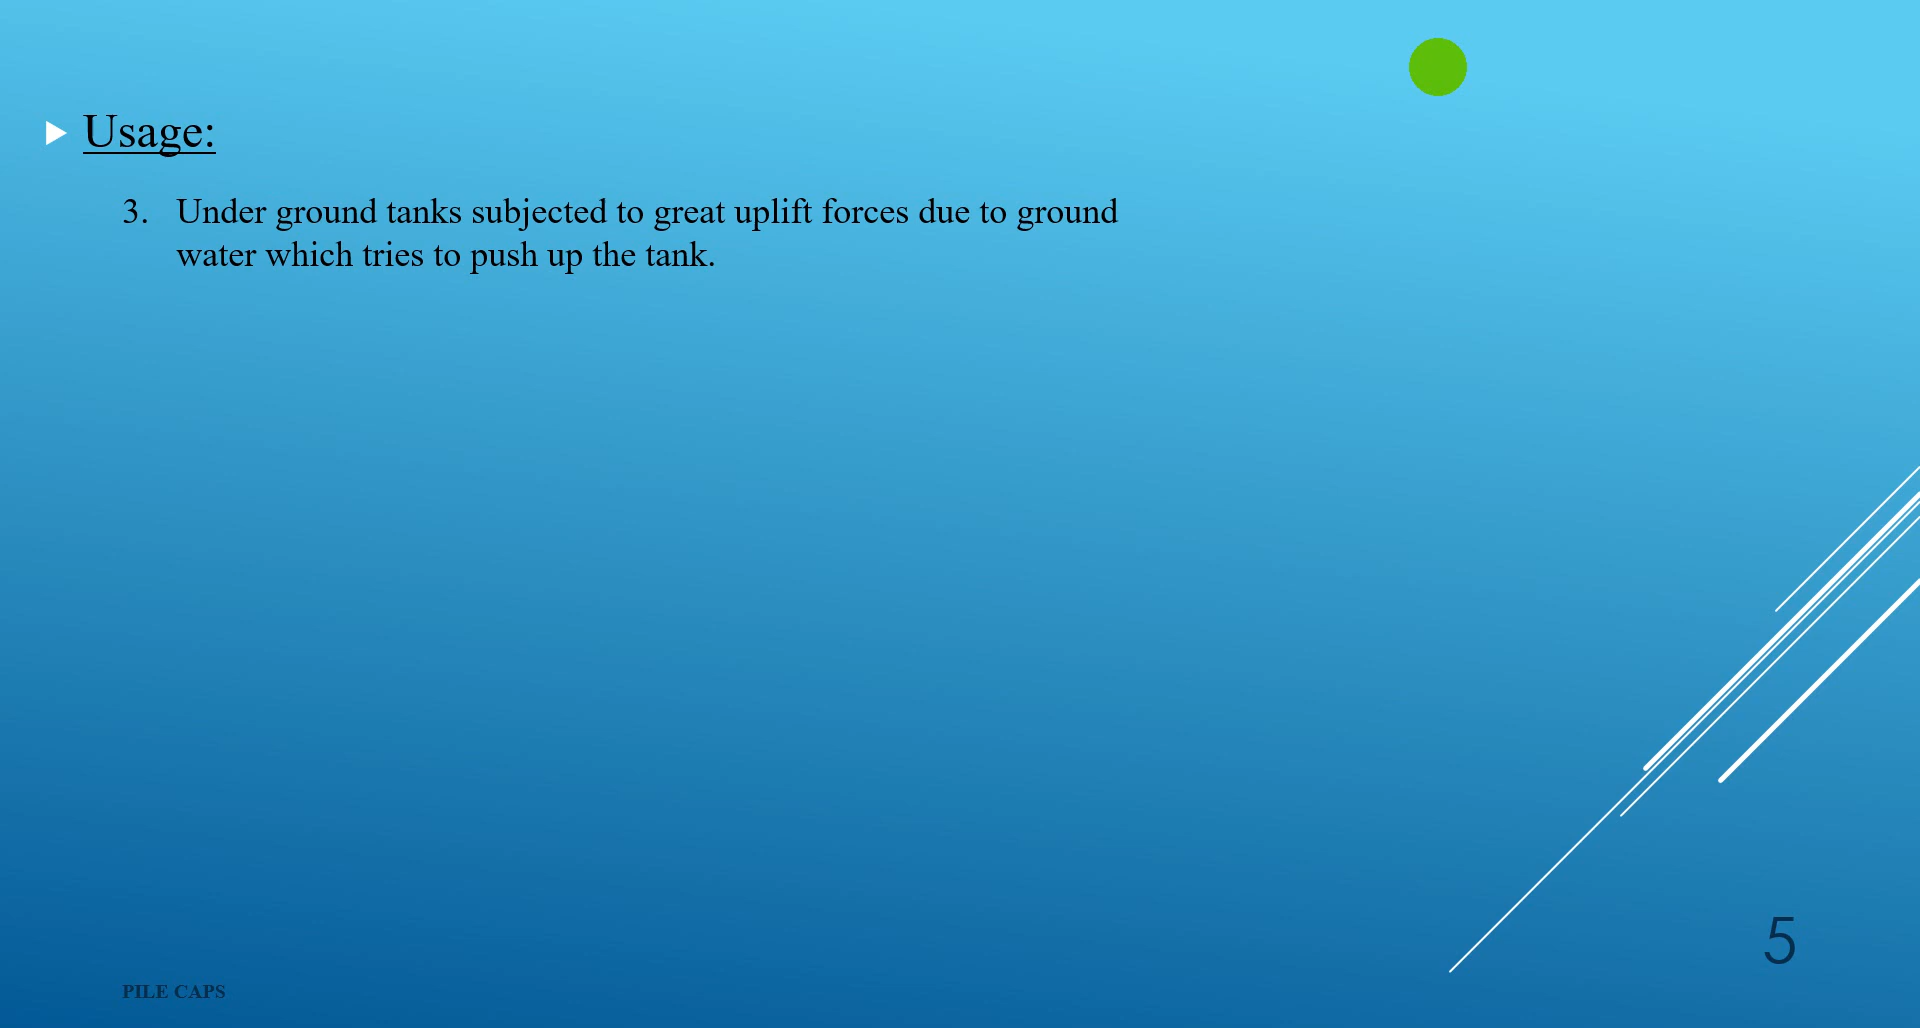 Usage:
3. Under ground tanks subjected to great uplift forces due to ground
water which tries to push up the tank.
5
PILE CAPS